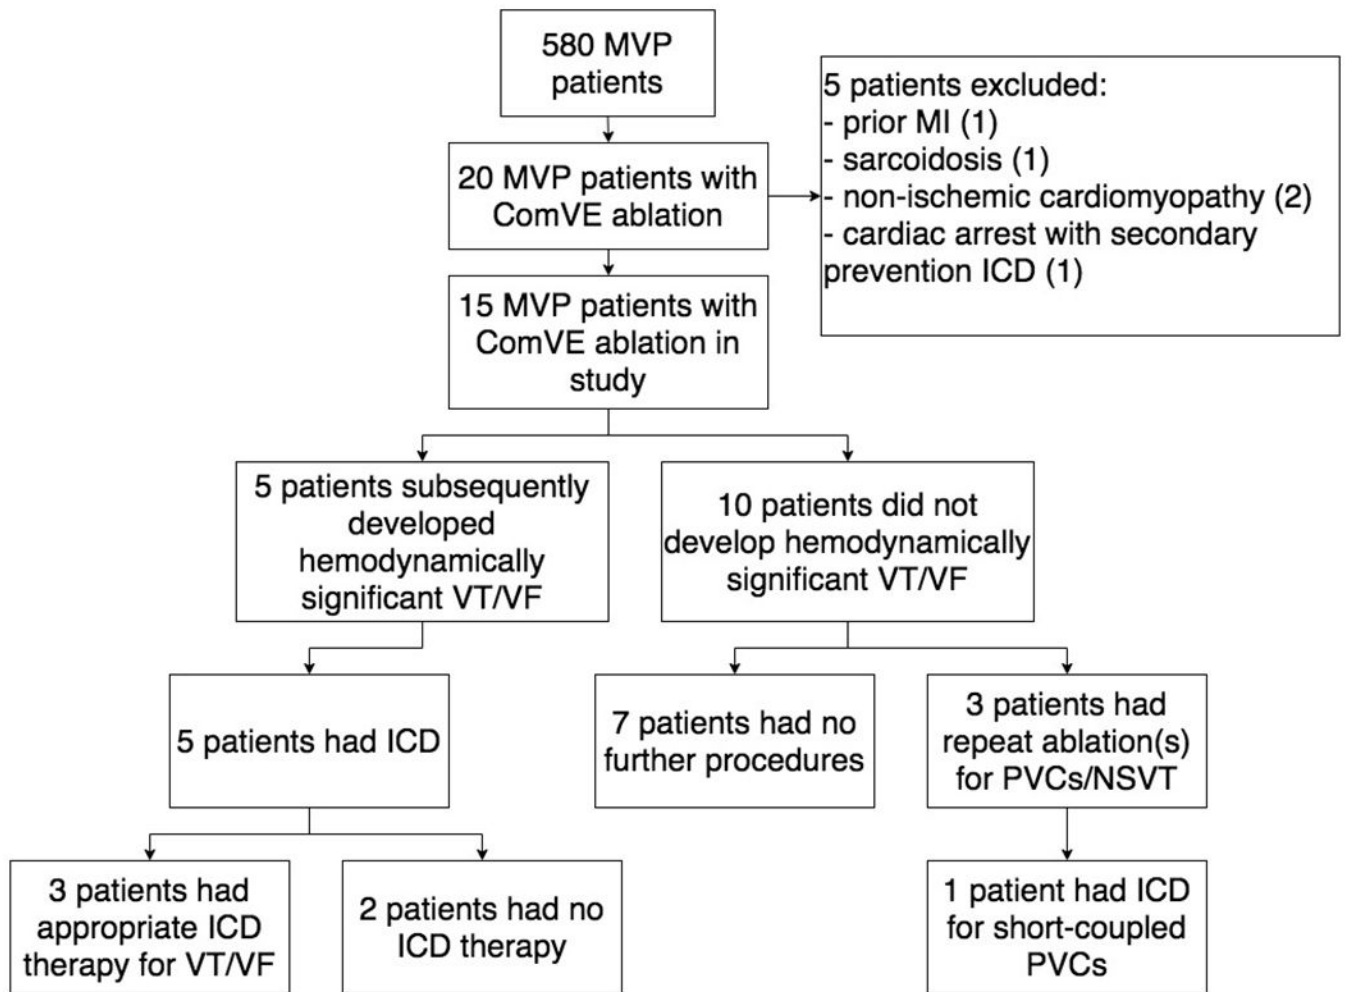 580 MVP
patients
20 MVP patients with
ComVE ablation
5 patients excluded:
- prior MI (1)
- sarcoidosis (1)
- non-ischemic cardiomyopathy (2)
- cardiac arrest with secondary
prevention ICD (1)
15 MVP patients with
ComVE ablation in
study
5 patients subsequently
developed
hemodynamically
significant VT/VF
10 patients did not
develop hemodynamically
significant VT/VF
5 patients had ICD
7 patients had no
further procedures
3 patients had
repeat ablation(s)
for PVCs/NSVT
3 patients had
appropriate ICD
therapy for VT/VF
2 patients had no
ICD therapy
1 patient had ICD
for short-coupled
PVCs